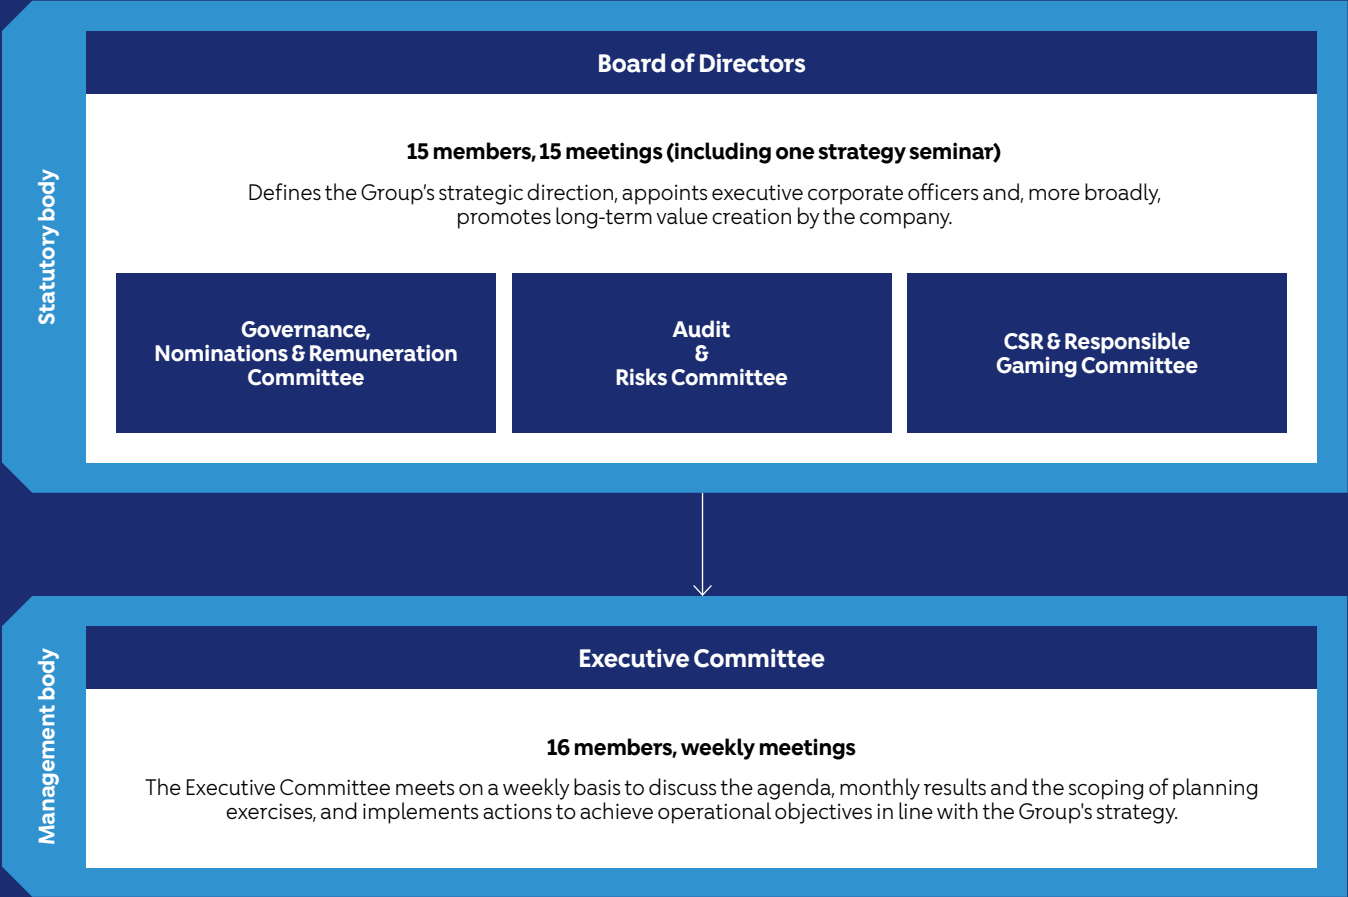 Statutory body
Board of Directors
15 members, 15 meetings (including one strategy seminar)
Defines the Group’s strategic direction, appoints executive corporate officers and, more broadly,
promotes long-term value creation by the company.
Governance,
Nominations & Remuneration
Committee
Audit
&
Risks Committee
CSR & Responsible
Gaming Committee
Management body
Executive Committee
16 members, weekly meetings
The Executive Committee meets on a weekly basis to discuss the agenda, monthly results and the scoping of planning
exercises, and implements actions to achieve operational objectives in line with the Group's strategy.